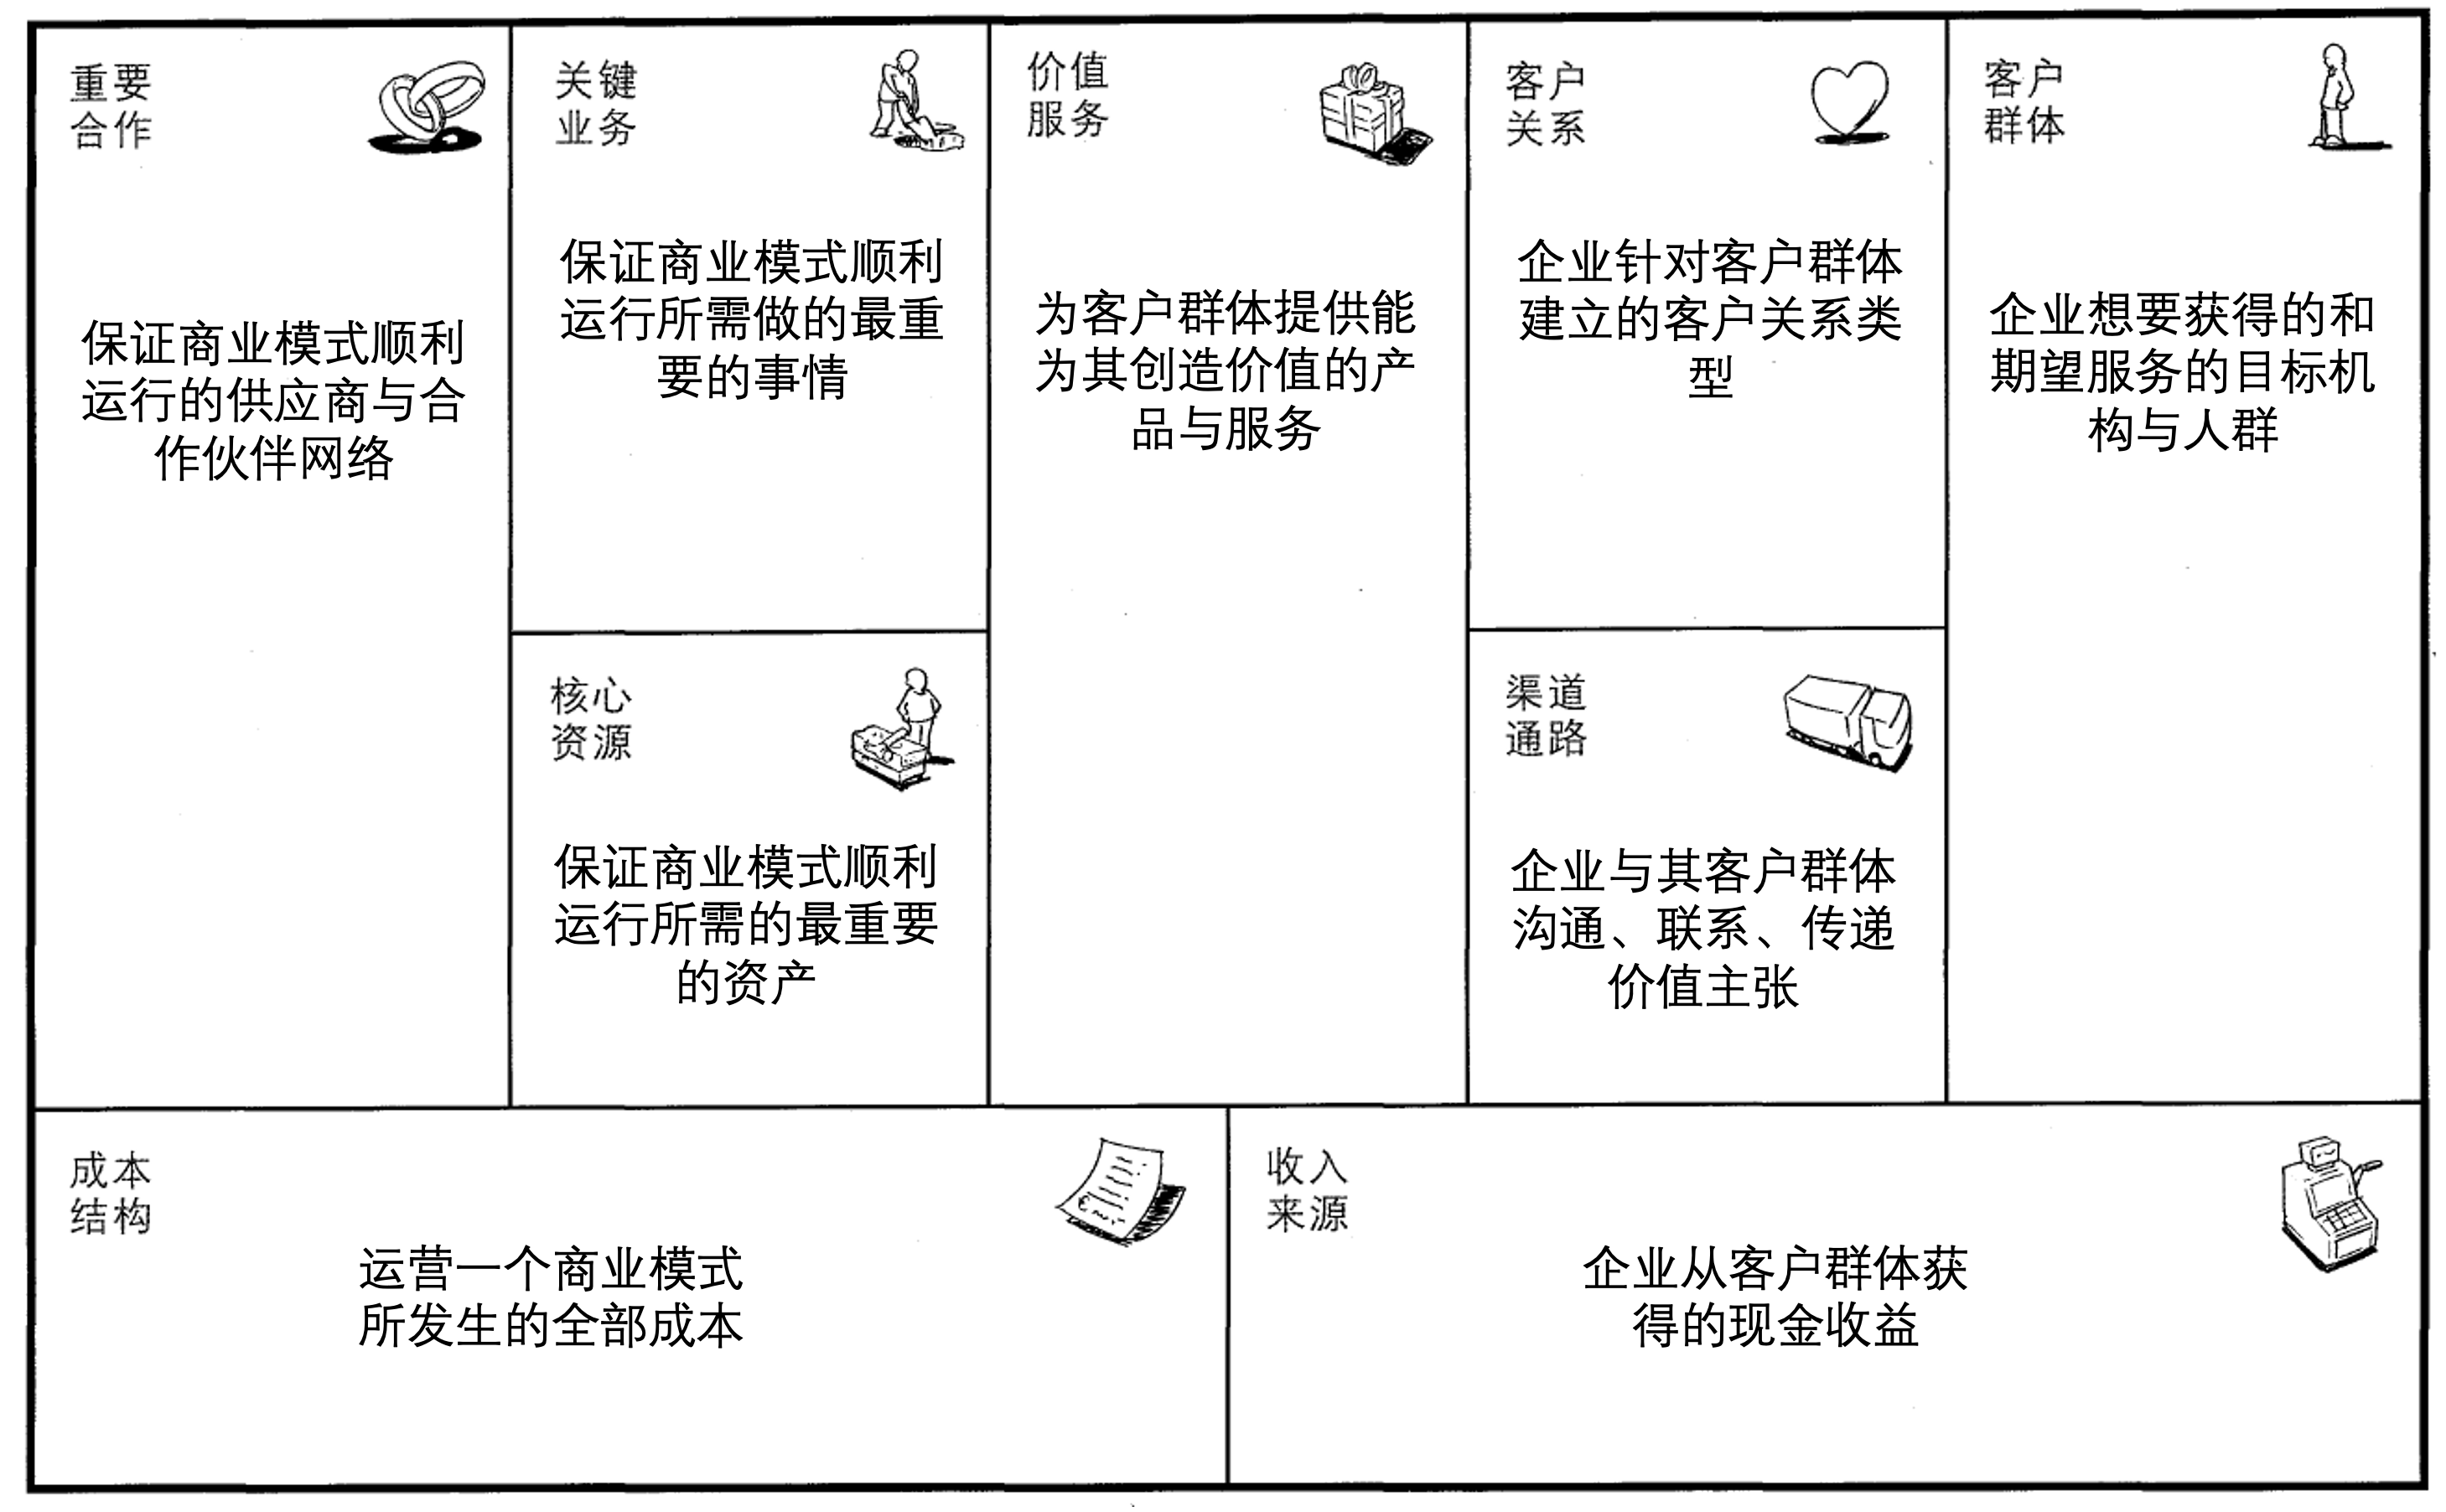 重要
合作
保证商业模式顺利
运行的供应商与合
作伙伴网络
关键
业务
保证商业模式顺利
运行所需做的最重
要的事情
核心
资源
保证商业模式顺利
运行所需的最重要
的资产
价值
服务
为客户群体提供能
为其创造价值的产
品与服务
客户
关系
企业针对客户群体
建立的客户关系类
型
渠道
通路
企业与其客户群体
沟通、联系、传递
价值主张
客户
群体
企业想要获得的和
期望服务的目标机
构与人群
成本
结构
运营一个商业模式
所发生的全部成本
收入
来源
企业从客户群体获
得的现金收益